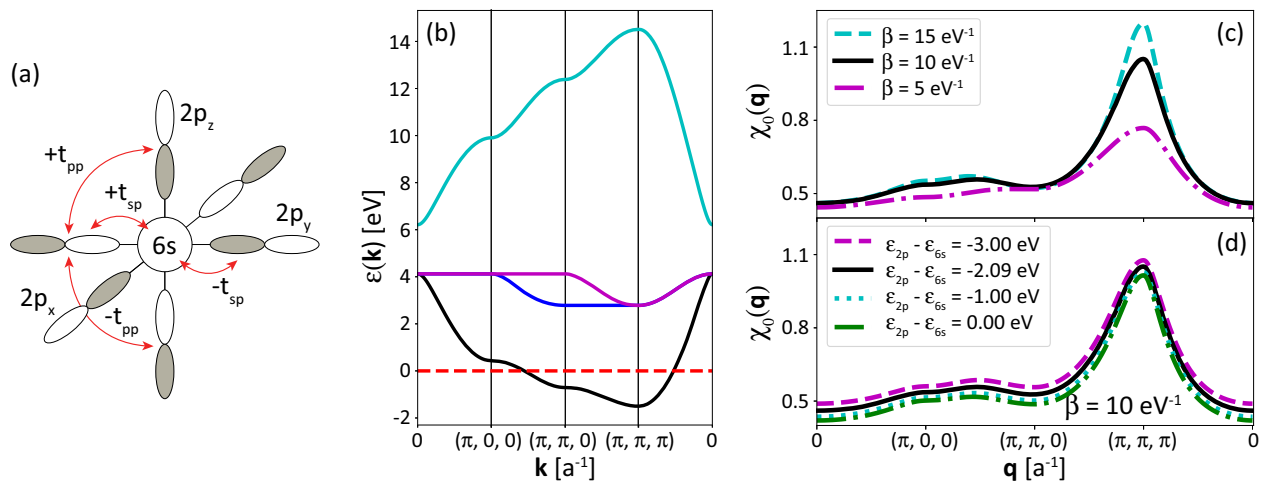 (a)
2p_z
+t_pp
+t_sp
6s
2p_y
-t_sp
2p_x
-t_pp
(b)
ε(k) [eV]
14
12
10
8
6
4
2
0
-2
0 (π, 0, 0) (π, π, 0) (π, π, π) 0
k [a⁻¹]
(c)
χ₀(q)
1.1
0.8
0.5
β = 15 eV⁻¹
β = 10 eV⁻¹
β = 5 eV⁻¹
(d)
χ₀(q)
1.1
0.8
0.5
ε_2p - ε_6s = -3.00 eV
ε_2p - ε_6s = -2.09 eV
ε_2p - ε_6s = -1.00 eV
ε_2p - ε_6s = 0.00 eV
β = 10 eV⁻¹
0 (π, 0, 0) (π, π, 0) (π, π, π) 0
q [a⁻¹]